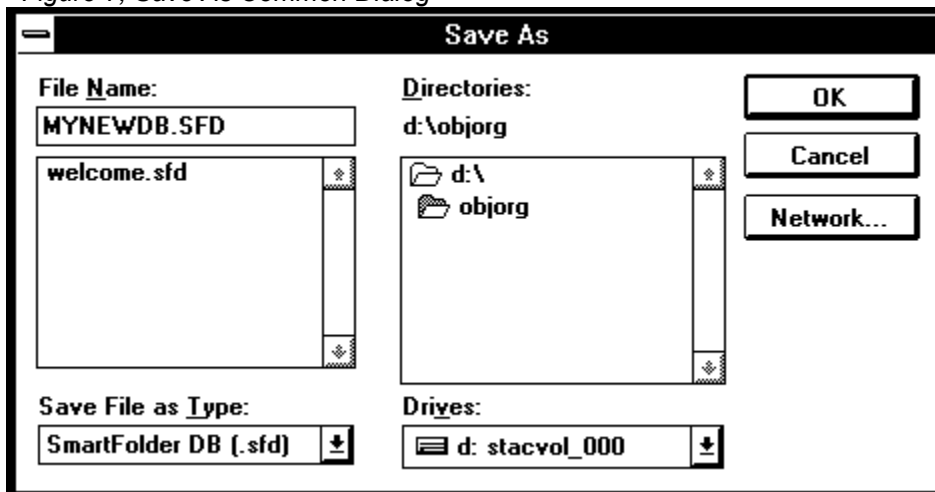 Figure 7, Save As Common Dialog
Save As
File Name:
MYNEWDB.SFD
welcome.sfd
Save File as Type:
SmartFolder DB (.sfd)
Directories:
d:\objorg
d:\
objorg
Drives:
d: stacvol_000
OK
Cancel
Network...